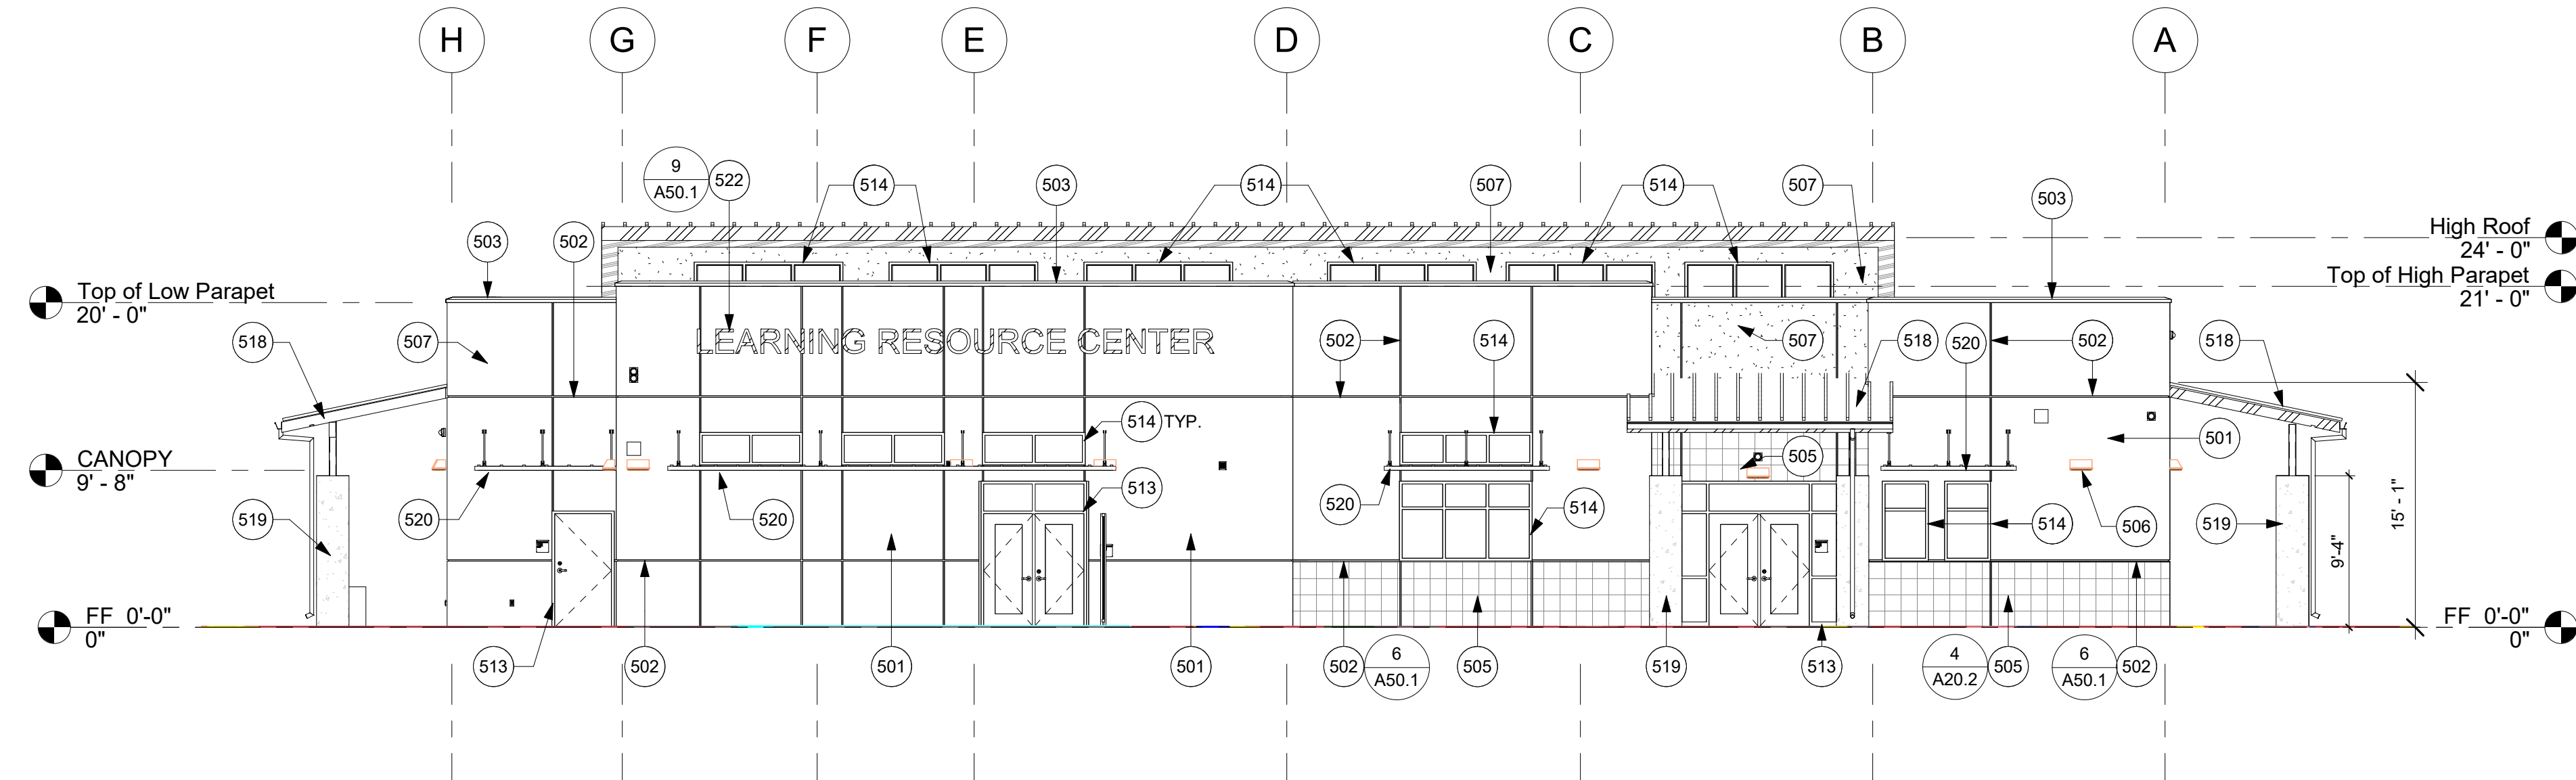 H G F E D C B A
9
A50.1
522
514
503
514
507
514
507
503
503
502
High Roof
24' - 0"
Top of High Parapet
21' - 0"
Top of Low Parapet
20' - 0"
518
507
LEARNING RESOURCE CENTER
502
514
507
518
520
502
518
514 TYP.
501
CANOPY
9' - 8"
505
513
520
514
519
520
520
514
506
519
15' - 1"
9'-4"
FF 0'-0"
0"
FF 0'-0"
0"
513
502
501
501
502
6
A50.1
505
519
513
4
A20.2
505
6
A50.1
502